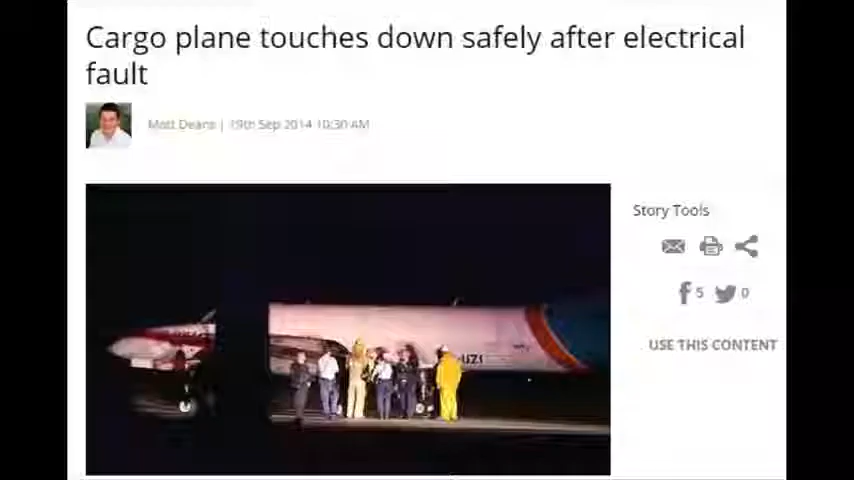 Cargo plane touches down safely after electrical
fault
Matt Deans | 19th Sep 2014 10:30 AM
Story Tools
5
0
USE THIS CONTENT
UZI